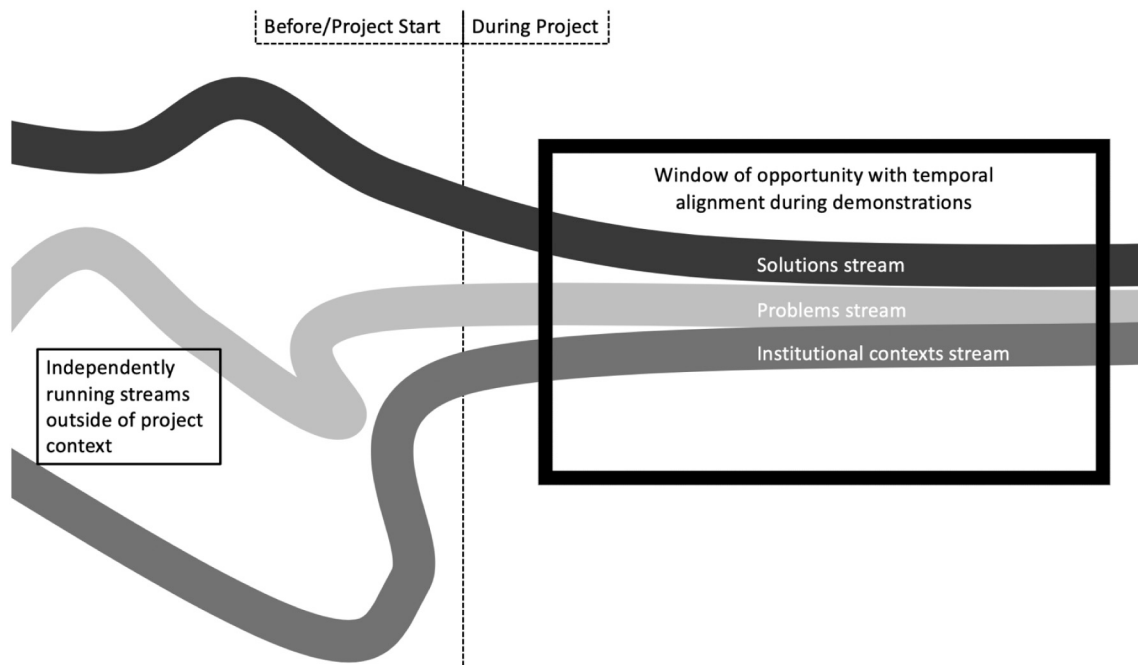 Before/Project Start
During Project
Window of opportunity with temporal
alignment during demonstrations
Solutions stream
Problems stream
Institutional contexts stream
Independently
running streams
outside of project
context